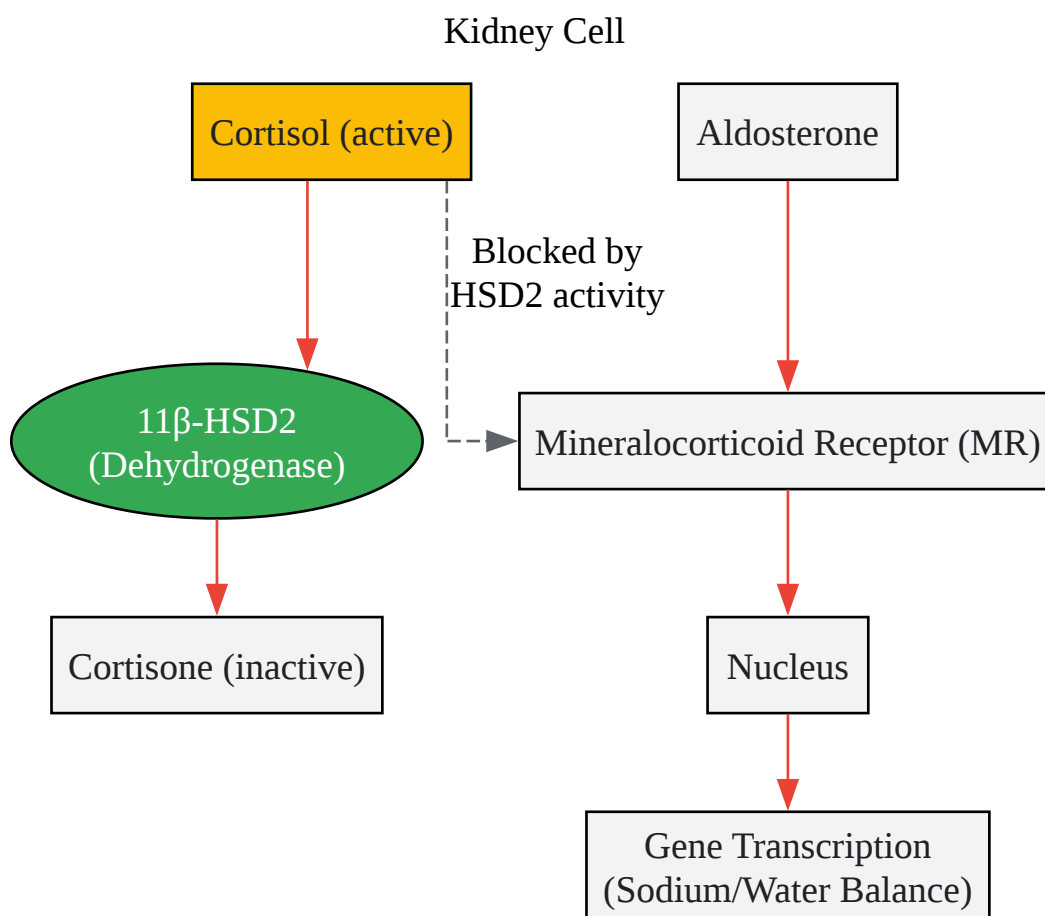 Kidney Cell
Cortisol (active)
Aldosterone
Blocked by
HSD2 activity
11β-HSD2
(Dehydrogenase)
Mineralocorticoid Receptor (MR)
Cortisone (inactive)
Nucleus
Gene Transcription
(Sodium/Water Balance)